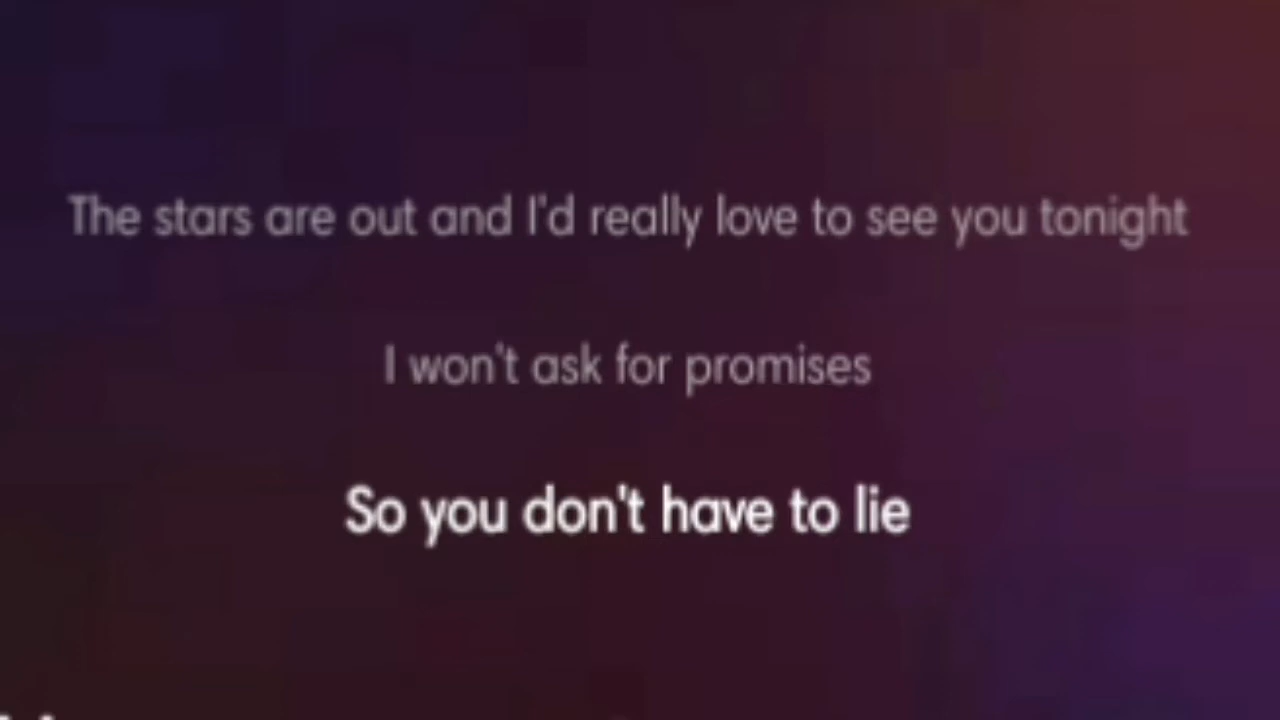 The stars are out and I'd really love to see you tonight
I won't ask for promises
So you don't have to lie